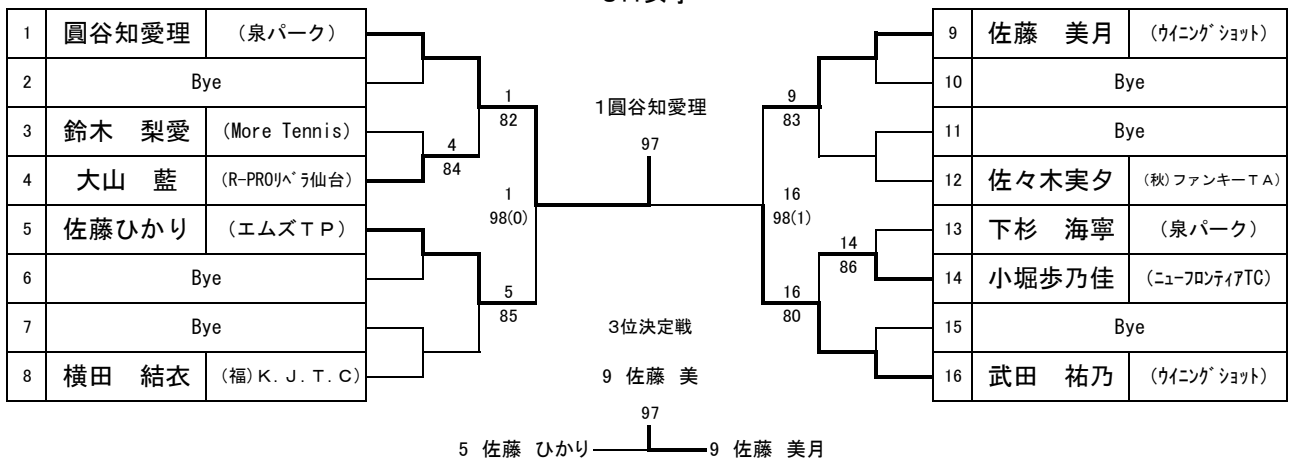 1 圓谷知愛理 (泉パーク)
2 Bye
3 鈴木 梨愛 (More Tennis)
4 大山 藍 (R-PROリベラ仙台)
5 佐藤ひかり (エムズTP)
6 Bye
7 Bye
8 横田 結衣 (福)K.J.T.C)
4
84
1
82
5
85
1
98(0)
1圓谷知愛理
97
9
83
16
98(1)
14
86
16
80
9 佐藤 美月 (ウイニングショット)
10 Bye
11 Bye
12 佐々木実夕 (秋)ファンキーTA)
13 下杉 海寧 (泉パーク)
14 小堀歩乃佳 (ニューフロンティアTC)
15 Bye
16 武田 祐乃 (ウイニングショット)
3位決定戦
9 佐藤 美
97
5 佐藤 ひかり 9 佐藤 美月